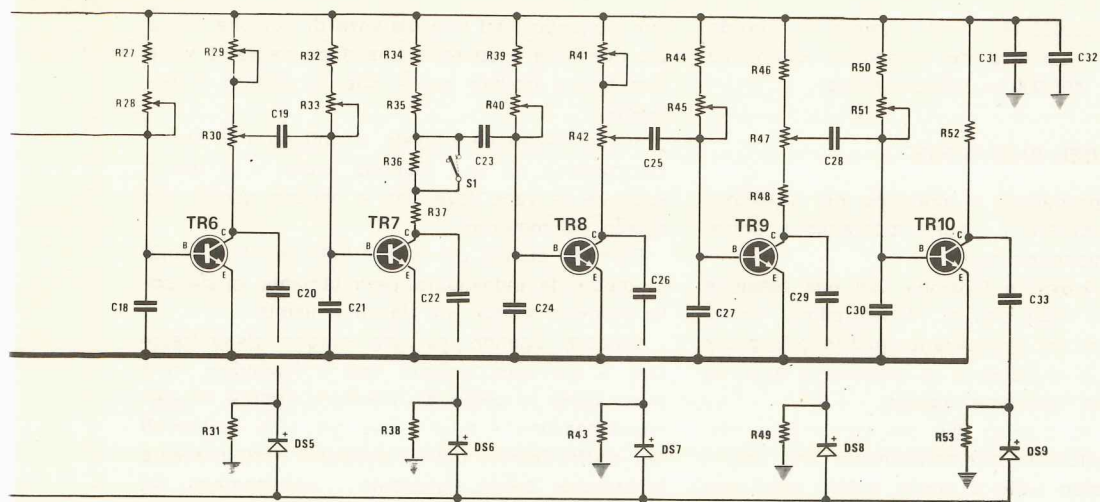 R27
R29
R32
R34
R39
R41
R44
R46
R50
C31
C32
R28
R33
R35
R40
R45
R51
R30
C19
R36
S1
C23
R42
C25
R47
C28
R52
R37
R48
TR6
TR7
TR8
TR9
TR10
B C E
B C E
B C E
B C E
B C E
C18
C20
C21
C22
C24
C26
C27
C29
C30
C33
R31
+
DS5
R38
+
DS6
R43
+
DS7
R49
+
DS8
R53
+
DS9